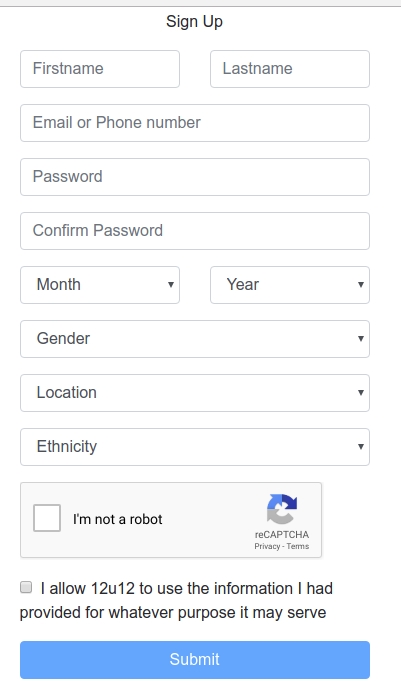 Sign Up
Firstname Lastname
Email or Phone number
Password
Confirm Password
Month Year
Gender
Location
Ethnicity
I'm not a robot
reCAPTCHA
Privacy - Terms
I allow 12u12 to use the information I had
provided for whatever purpose it may serve
Submit